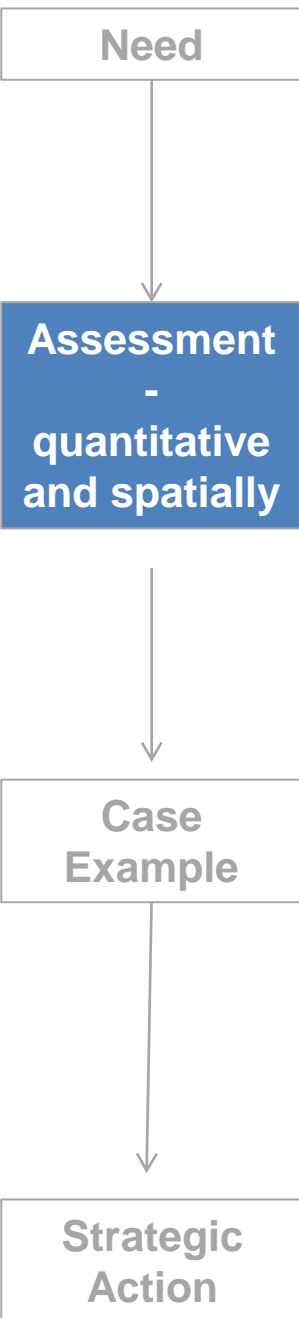 Need
Assessment
-
quantitative
and spatially
Case
Example
Strategic
Action